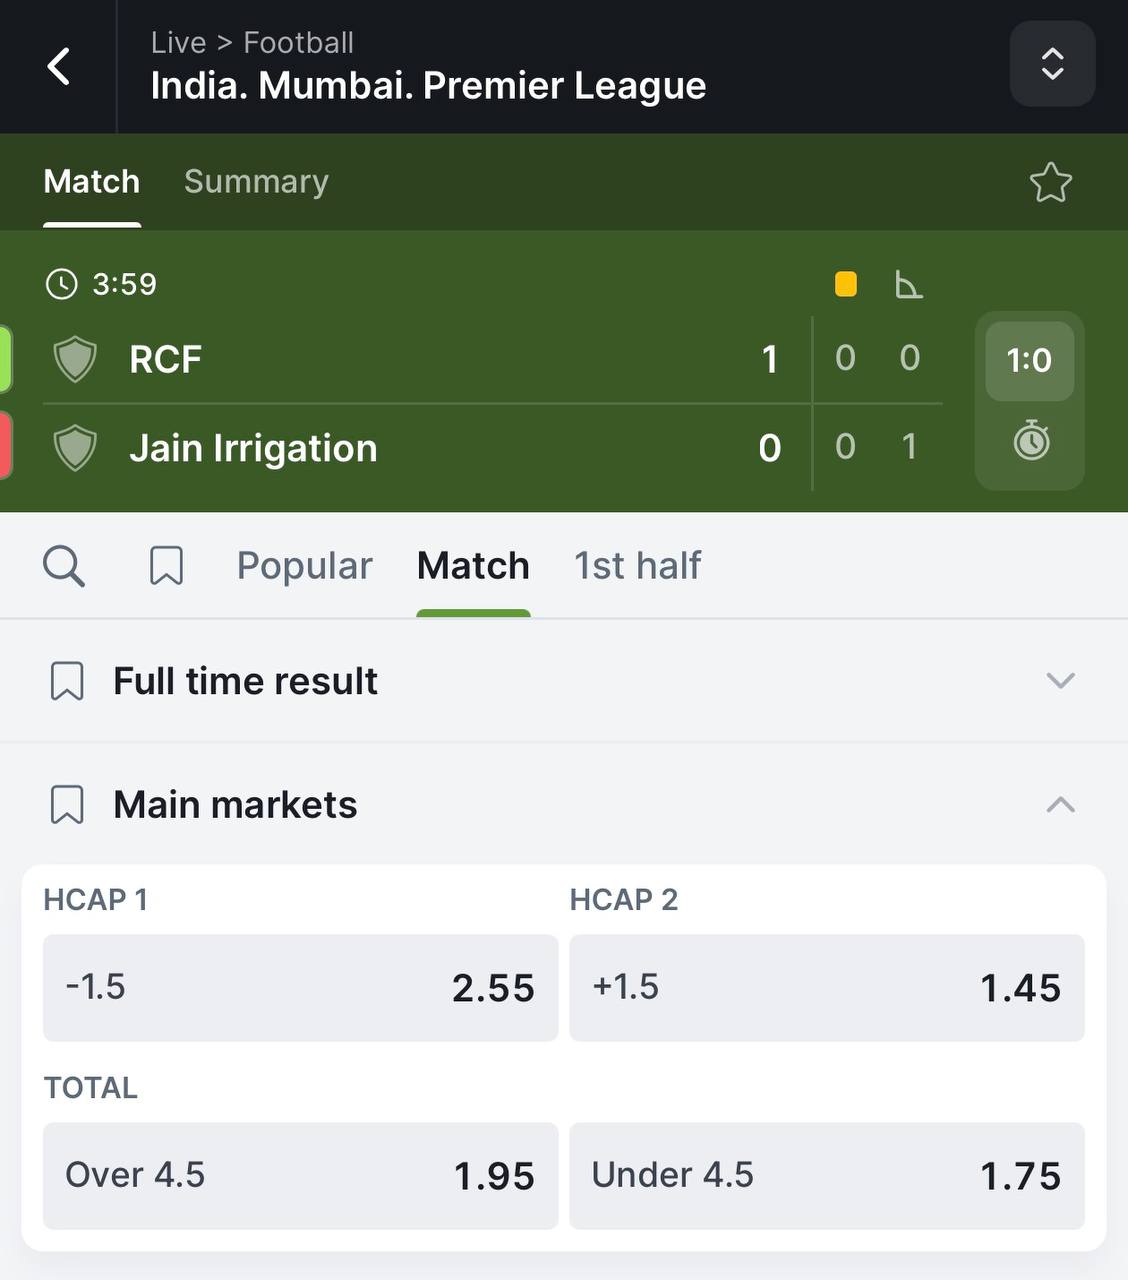 Live > Football
India. Mumbai. Premier League
Match Summary
3:59
RCF 1 0 0 1:0
Jain Irrigation 0 0 1
Popular Match 1st half
Full time result
Main markets
HCAP 1 HCAP 2
-1.5 2.55 +1.5 1.45
TOTAL
Over 4.5 1.95 Under 4.5 1.75